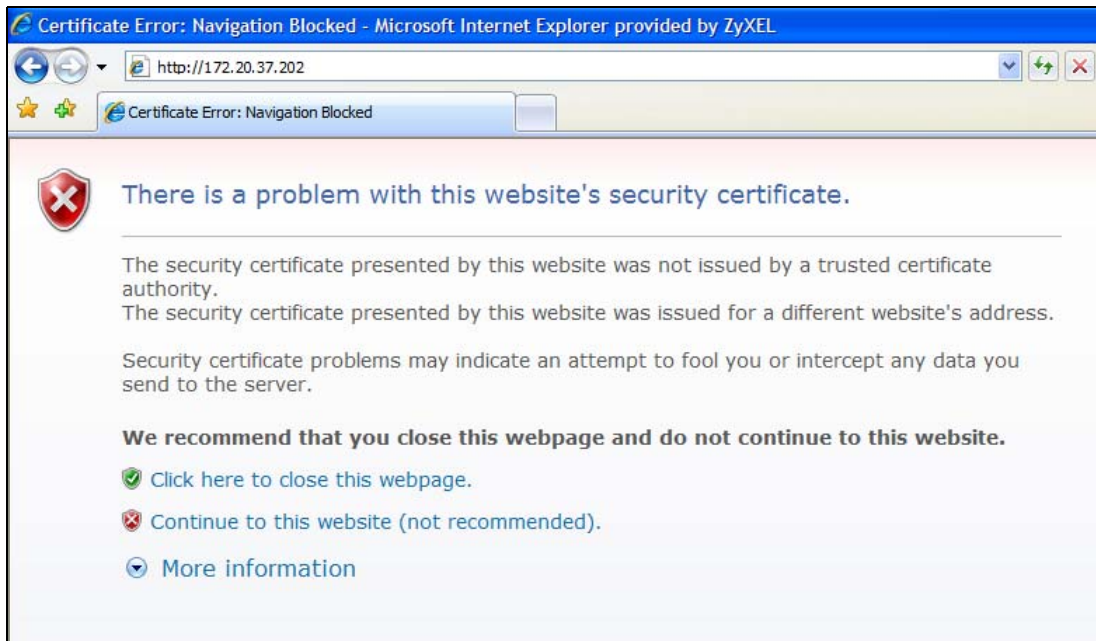 Certificate Error: Navigation Blocked - Microsoft Internet Explorer provided by ZyXEL
http://172.20.37.202
Certificate Error: Navigation Blocked
There is a problem with this website's security certificate.
The security certificate presented by this website was not issued by a trusted certificate
authority.
The security certificate presented by this website was issued for a different website's address.
Security certificate problems may indicate an attempt to fool you or intercept any data you
send to the server.
We recommend that you close this webpage and do not continue to this website.
Click here to close this webpage.
Continue to this website (not recommended).
More information